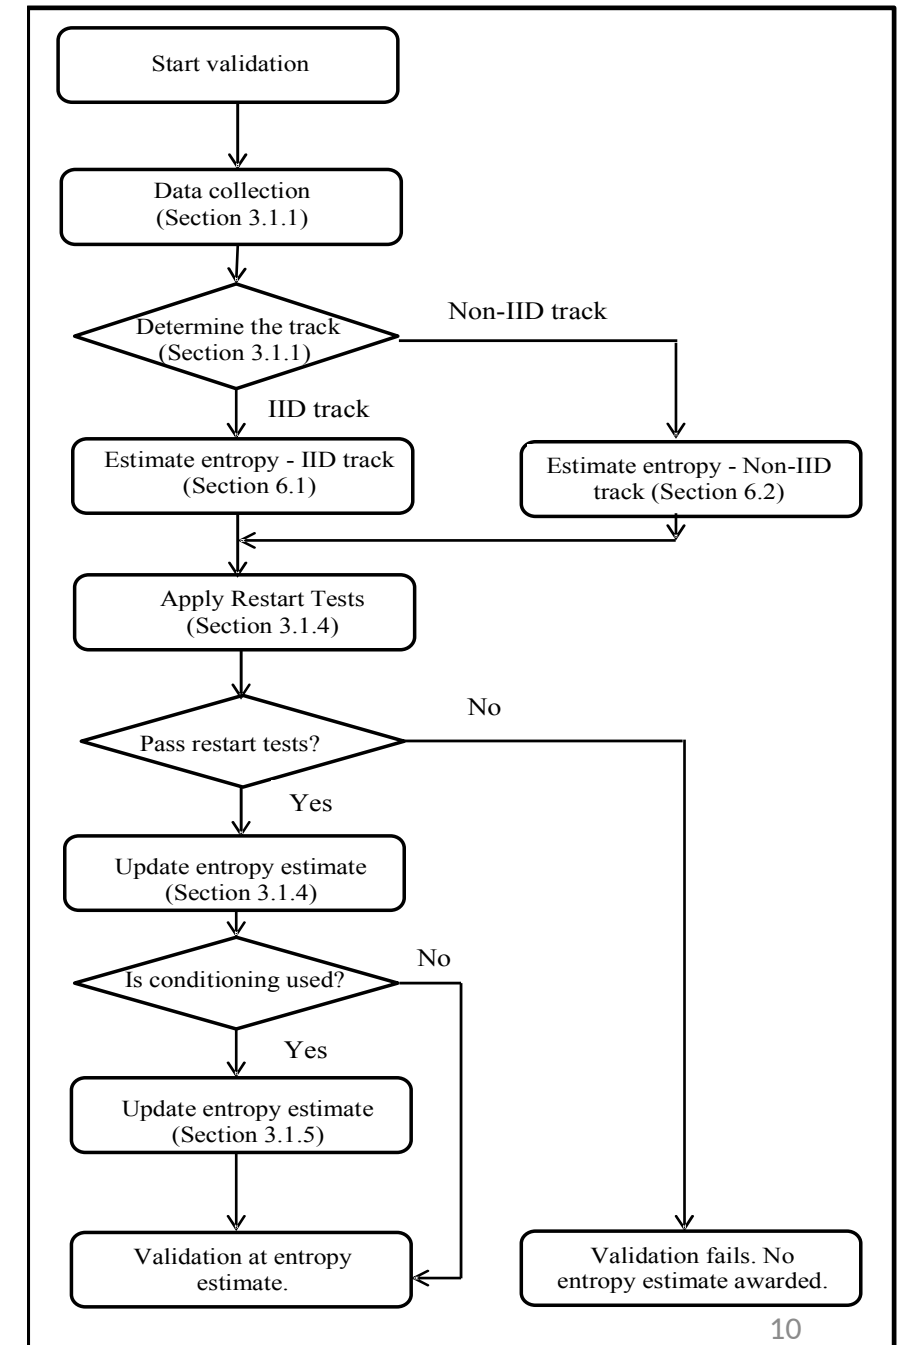 Start validation
Data collection
(Section 3.1.1)
Determine the track
(Section 3.1.1)
Non-IID track
IID track
Estimate entropy - IID track
(Section 6.1)
Estimate entropy - Non-IID
track (Section 6.2)
Apply Restart Tests
(Section 3.1.4)
Pass restart tests?
No
Yes
Update entropy estimate
(Section 3.1.4)
Is conditioning used?
No
Yes
Update entropy estimate
(Section 3.1.5)
Validation at entropy
estimate.
Validation fails. No
entropy estimate awarded.
10